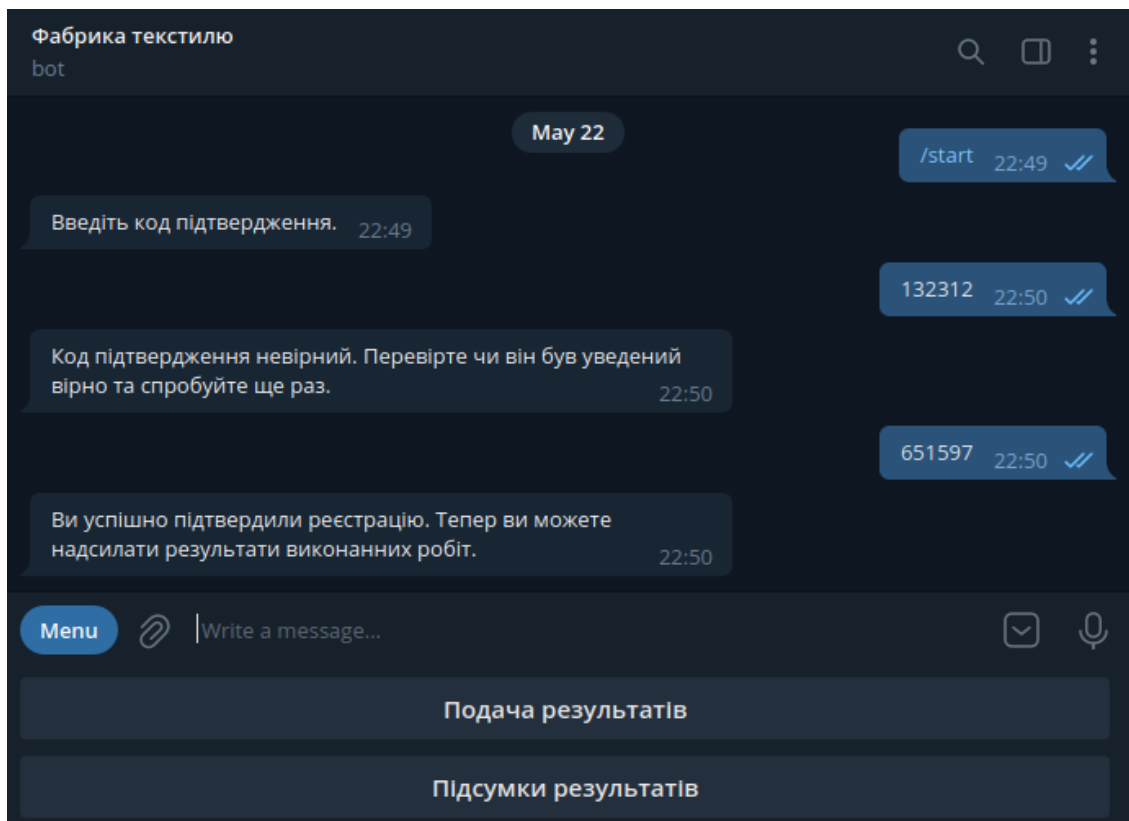 Фабрика текстилю
bot
May 22
/start 22:49
Введіть код підтвердження. 22:49
132312 22:50
Код підтвердження невірний. Перевірте чи він був уведений
вірно та спробуйте ще раз. 22:50
651597 22:50
Ви успішно підтвердили реєстрацію. Тепер ви можете
надсилати результати виконанних робіт. 22:50
Menu Write a message...
Подача результатів
Підсумки результатів